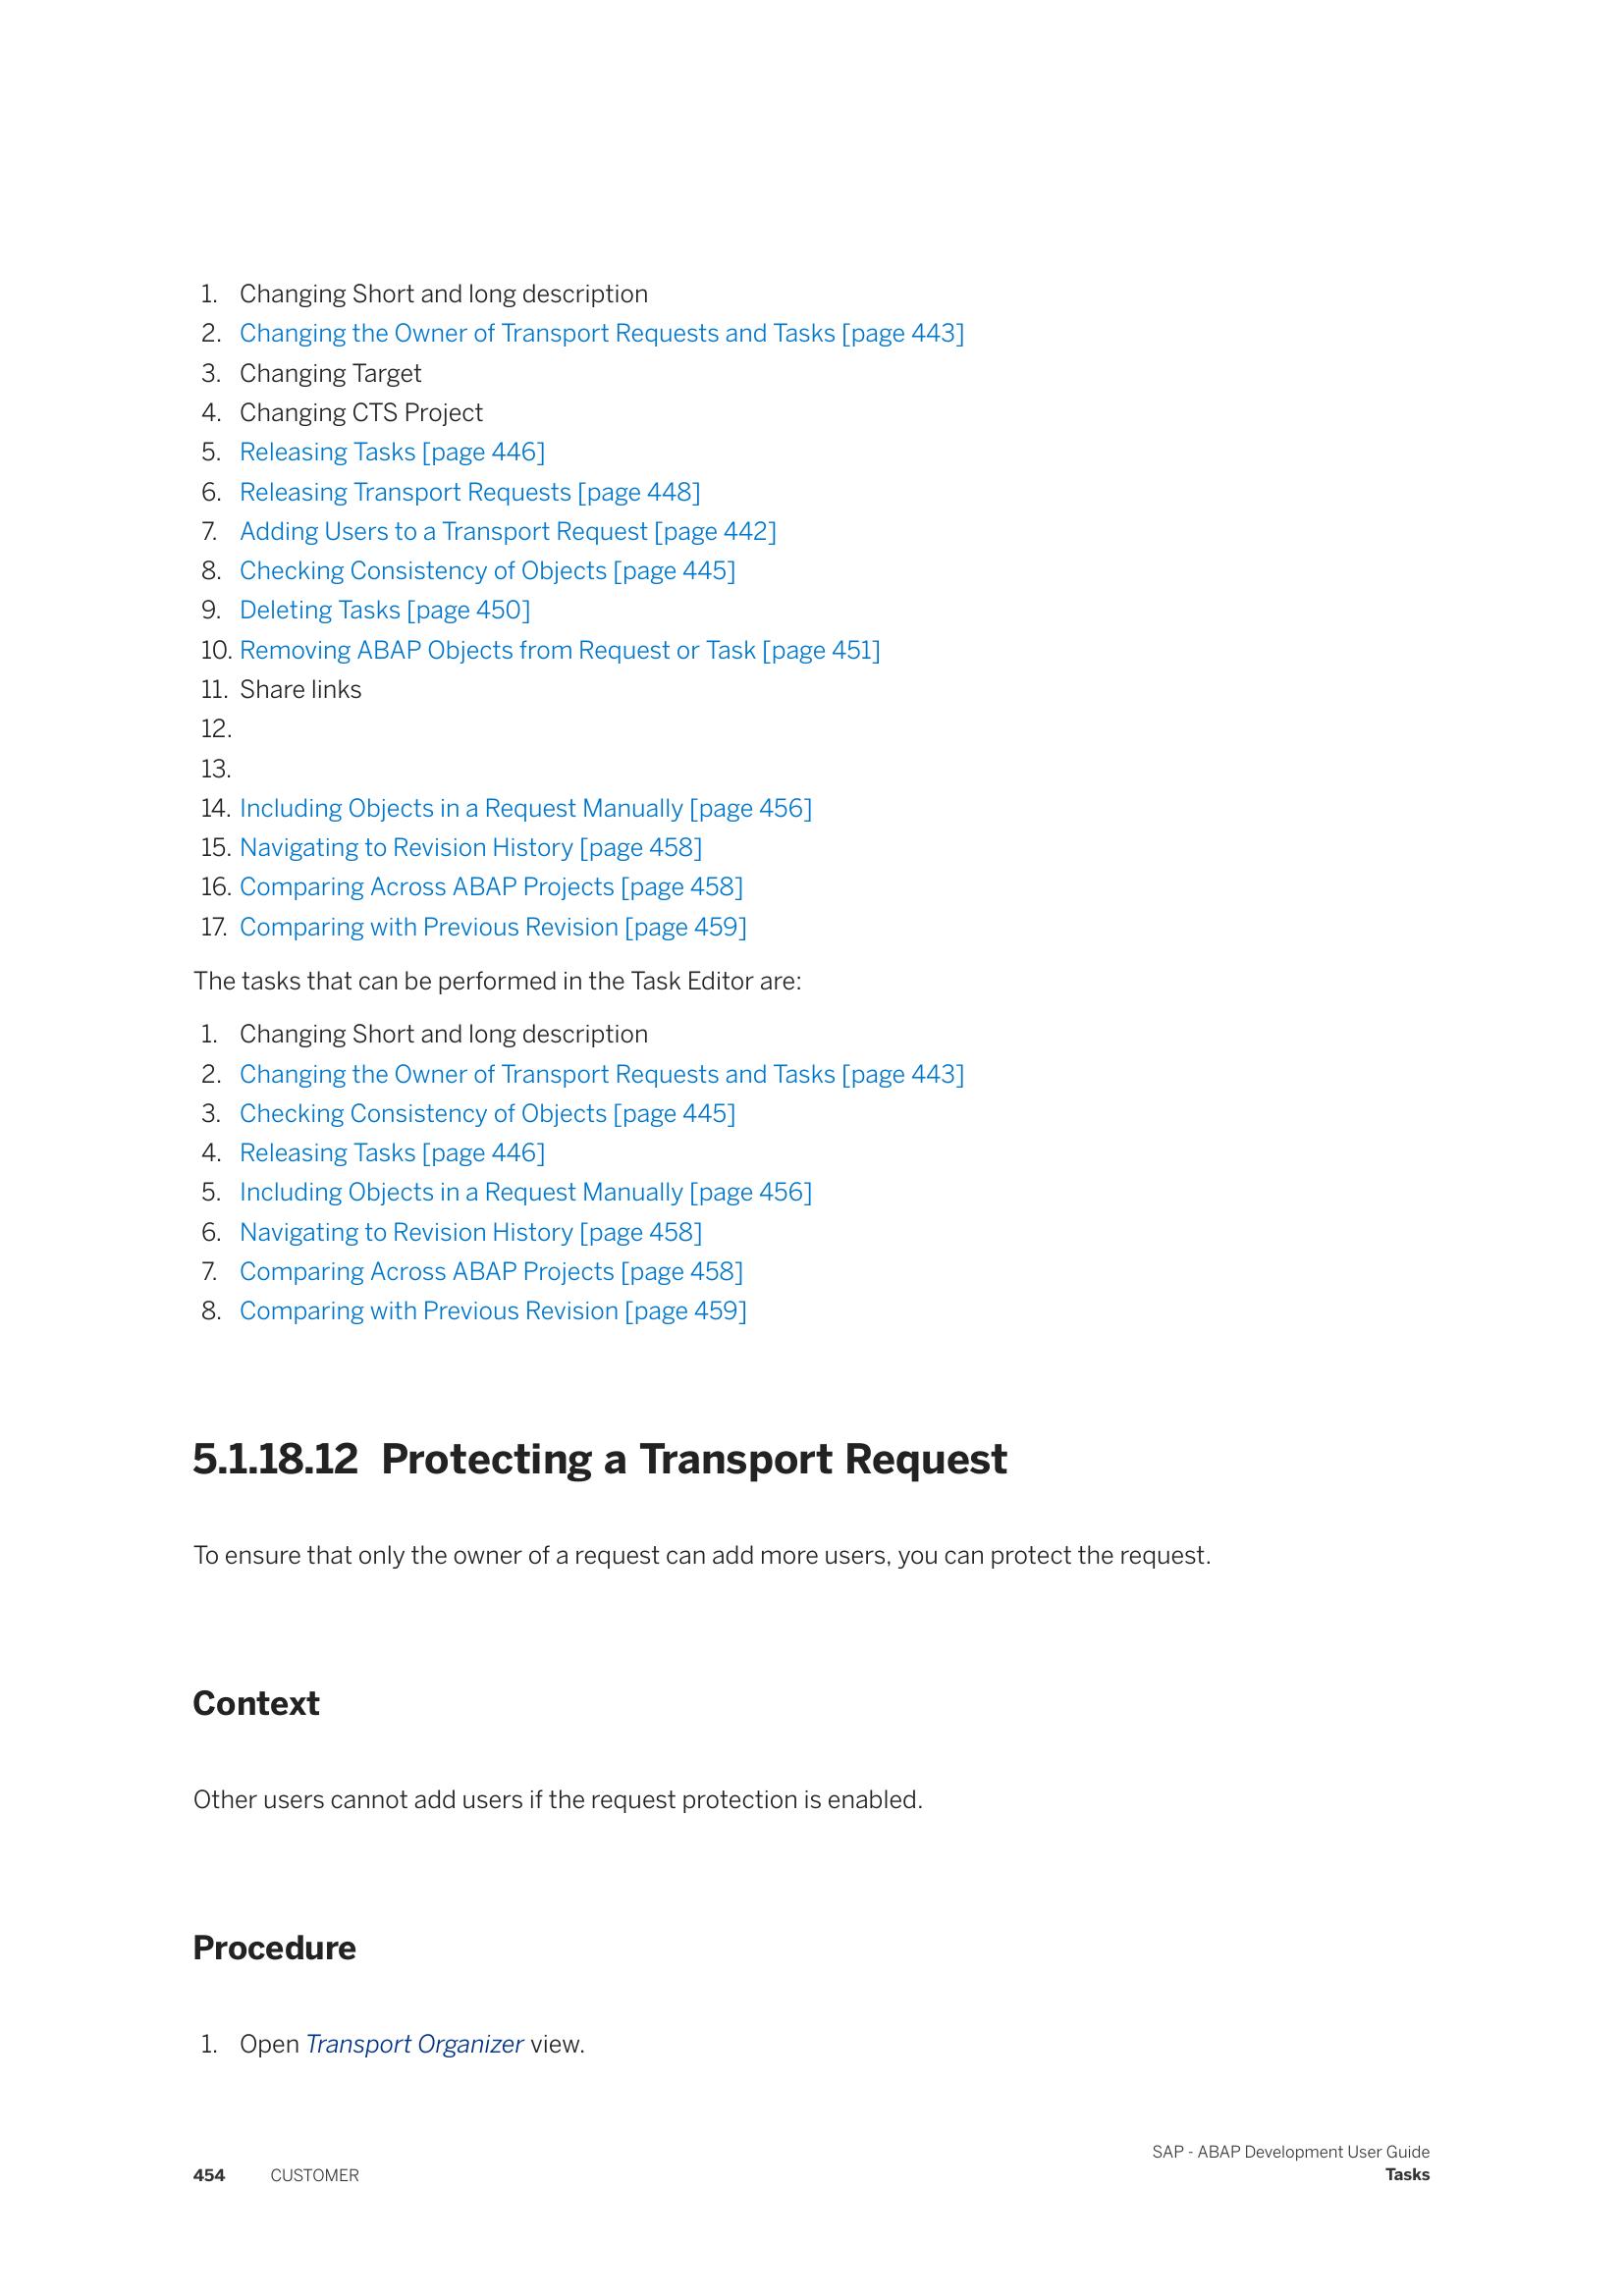 1. Changing Short and long description
2. Changing the Owner of Transport Requests and Tasks [page 443]
3. Changing Target
4. Changing CTS Project
5. Releasing Tasks [page 446]
6. Releasing Transport Requests [page 448]
7. Adding Users to a Transport Request [page 442]
8. Checking Consistency of Objects [page 445]
9. Deleting Tasks [page 450]
10. Removing ABAP Objects from Request or Task [page 451]
11. Share links
12.
13.
14. Including Objects in a Request Manually [page 456]
15. Navigating to Revision History [page 458]
16. Comparing Across ABAP Projects [page 458]
17. Comparing with Previous Revision [page 459]
The tasks that can be performed in the Task Editor are:
1. Changing Short and long description
2. Changing the Owner of Transport Requests and Tasks [page 443]
3. Checking Consistency of Objects [page 445]
4. Releasing Tasks [page 446]
5. Including Objects in a Request Manually [page 456]
6. Navigating to Revision History [page 458]
7. Comparing Across ABAP Projects [page 458]
8. Comparing with Previous Revision [page 459]
5.1.18.12 Protecting a Transport Request
To ensure that only the owner of a request can add more users, you can protect the request.
Context
Other users cannot add users if the request protection is enabled.
Procedure
1. Open Transport Organizer view.
SAP - ABAP Development User Guide
454 CUSTOMER Tasks